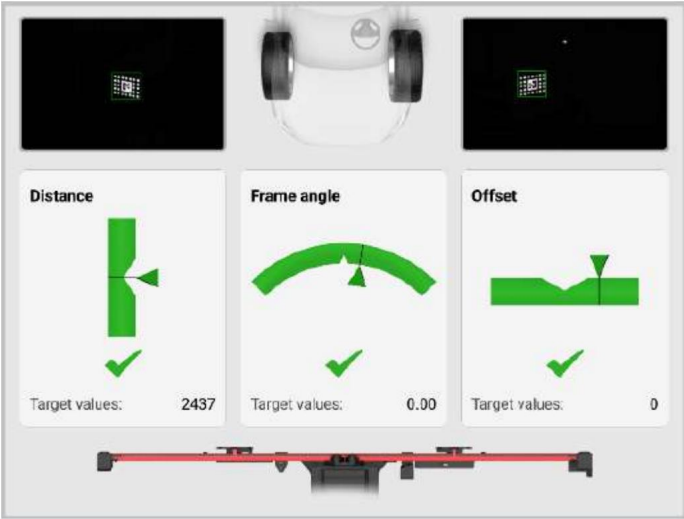 Distance
Frame angle
Offset
Target values: 2437
Target values: 0.00
Target values: 0